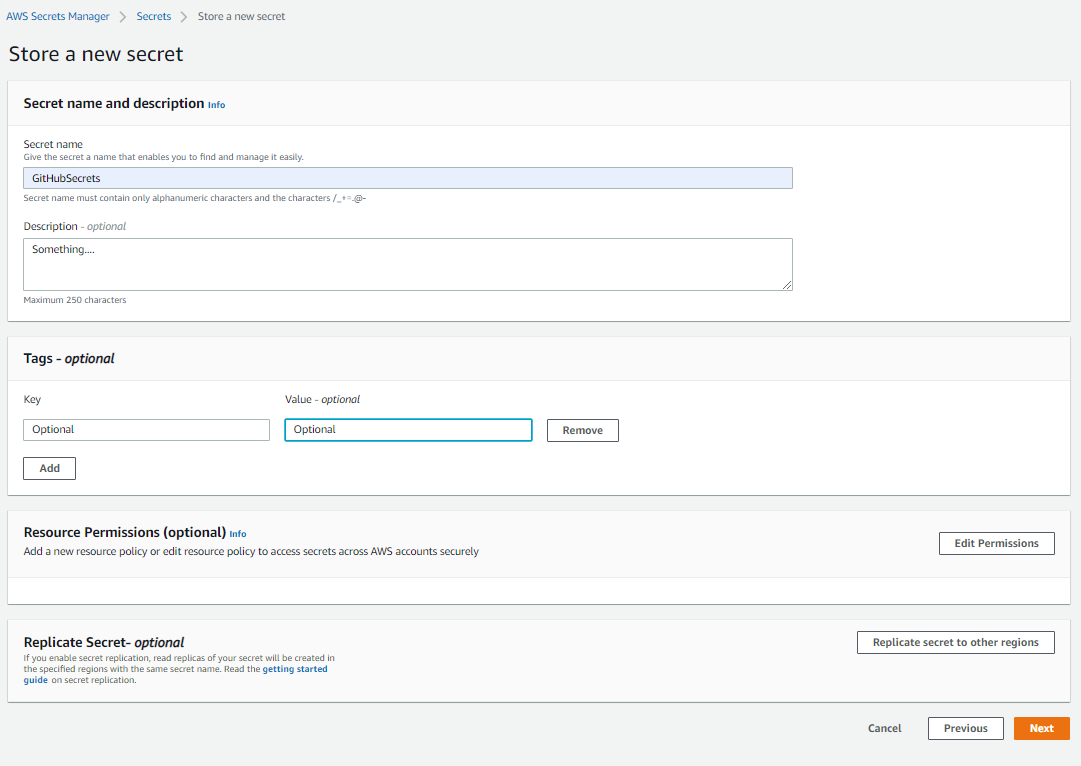 AWS Secrets Manager > Secrets > Store a new secret
Store a new secret
Secret name and description Info
Secret name
Give the secret a name that enables you to find and manage it easily.
GitHubSecrets
Secret name must contain only alphanumeric characters and the characters /_+=.@-
Description - optional
Something....
Maximum 250 characters
Tags - optional
Key Value - optional
Optional Optional Remove
Add
Resource Permissions (optional) Info
Add a new resource policy or edit resource policy to access secrets across AWS accounts securely
Edit Permissions
Replicate Secret- optional
If you enable secret replication, read replicas of your secret will be created in
the specified regions with the same secret name. Read the getting started
guide on secret replication.
Replicate secret to other regions
Cancel Previous Next